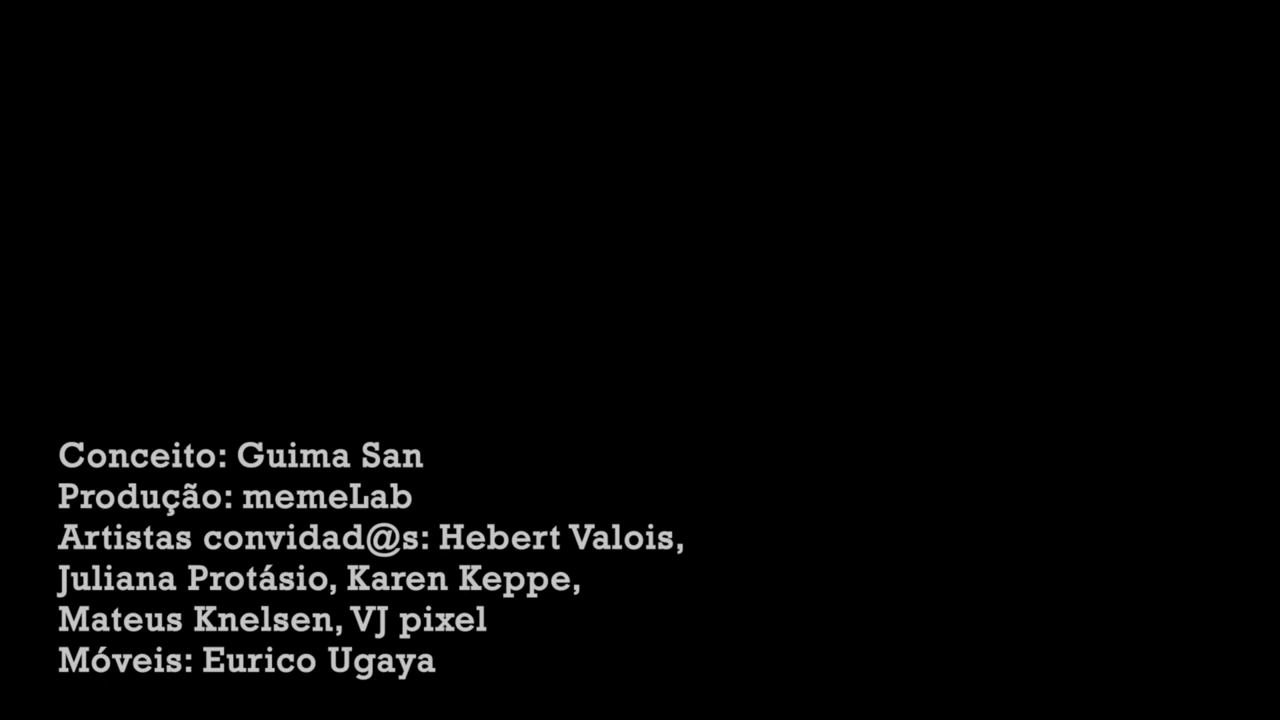 Conceito: Guima San
Produção: memeLab
Artistas convidad@s: Hebert Valois,
Juliana Protásio, Karen Keppe,
Mateus Knelsen, VJ pixel
Móveis: Eurico Ugaya